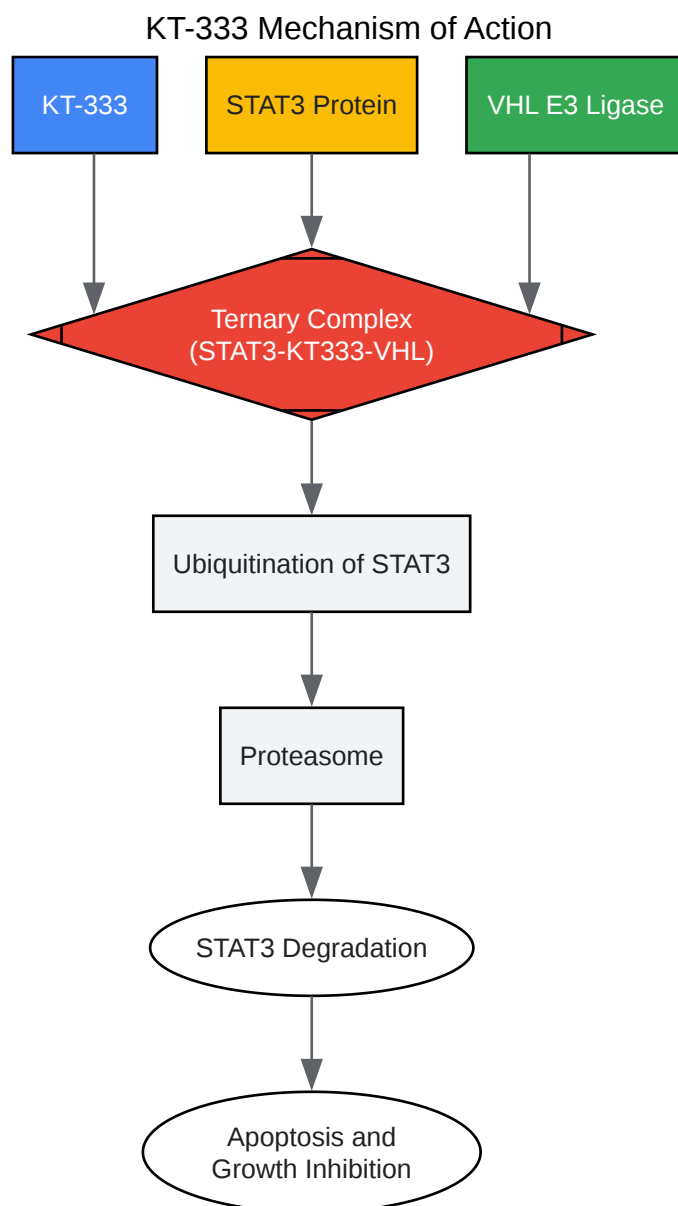 KT-333 Mechanism of Action
KT-333
STAT3 Protein
VHL E3 Ligase
Ternary Complex
(STAT3-KT333-VHL)
Ubiquitination of STAT3
Proteasome
STAT3 Degradation
Apoptosis and
Growth Inhibition